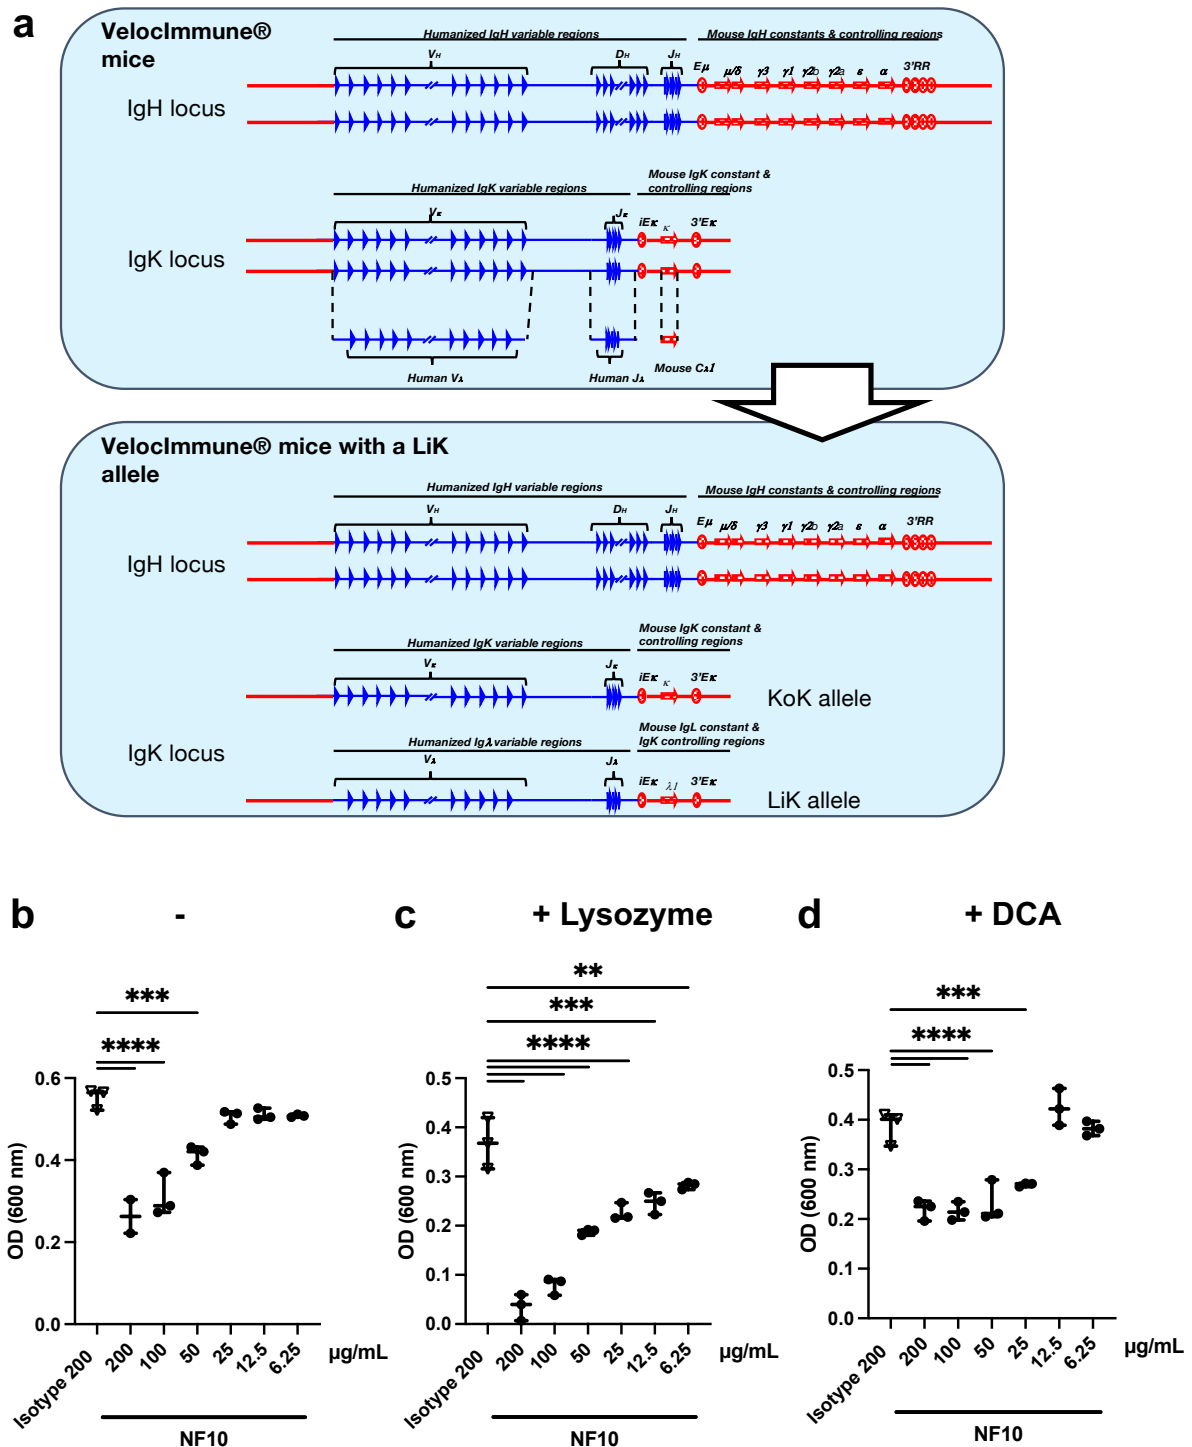 a
VelocImmune®
mice
Humanized IgH variable regions
Mouse IgH constants & controlling regions
VH
DH
JH
Eμ μ/δ γ3 γ1 γ2b γ2a ε α 3'RR
IgH locus
Humanized IgK variable regions
Mouse IgK constant &
controlling regions
Vκ
Jκ
iEκ κ 3'Eκ
IgK locus
Human Vλ
Human Jλ
Mouse Cλ1
VelocImmune® mice with a LiK
allele
Humanized IgH variable regions
Mouse IgH constants & controlling regions
VH
DH
JH
Eμ μ/δ γ3 γ1 γ2b γ2a ε α 3'RR
IgH locus
Humanized IgK variable regions
Mouse IgK constant &
controlling regions
Vκ
Jκ
iEκ κ 3'Eκ
KoK allele
Mouse IgL constant &
IgK controlling regions
Humanized Igλ variable regions
IgK locus
Vλ
Jλ
iEκ λ1 3'Eκ
LiK allele
b
-
***
****
0.6
0.4
0.2
0.0
OD (600 nm)
Isotype 200
200
100
50
25
12.5
6.25
μg/mL
NF10
c
+ Lysozyme
**
***
****
0.5
0.4
0.3
0.2
0.1
0.0
OD (600 nm)
Isotype 200
200
100
50
25
12.5
6.25
μg/mL
NF10
d
+ DCA
***
****
0.5
0.4
0.3
0.2
0.1
0.0
OD (600 nm)
Isotype 200
200
100
50
25
12.5
6.25
μg/mL
NF10